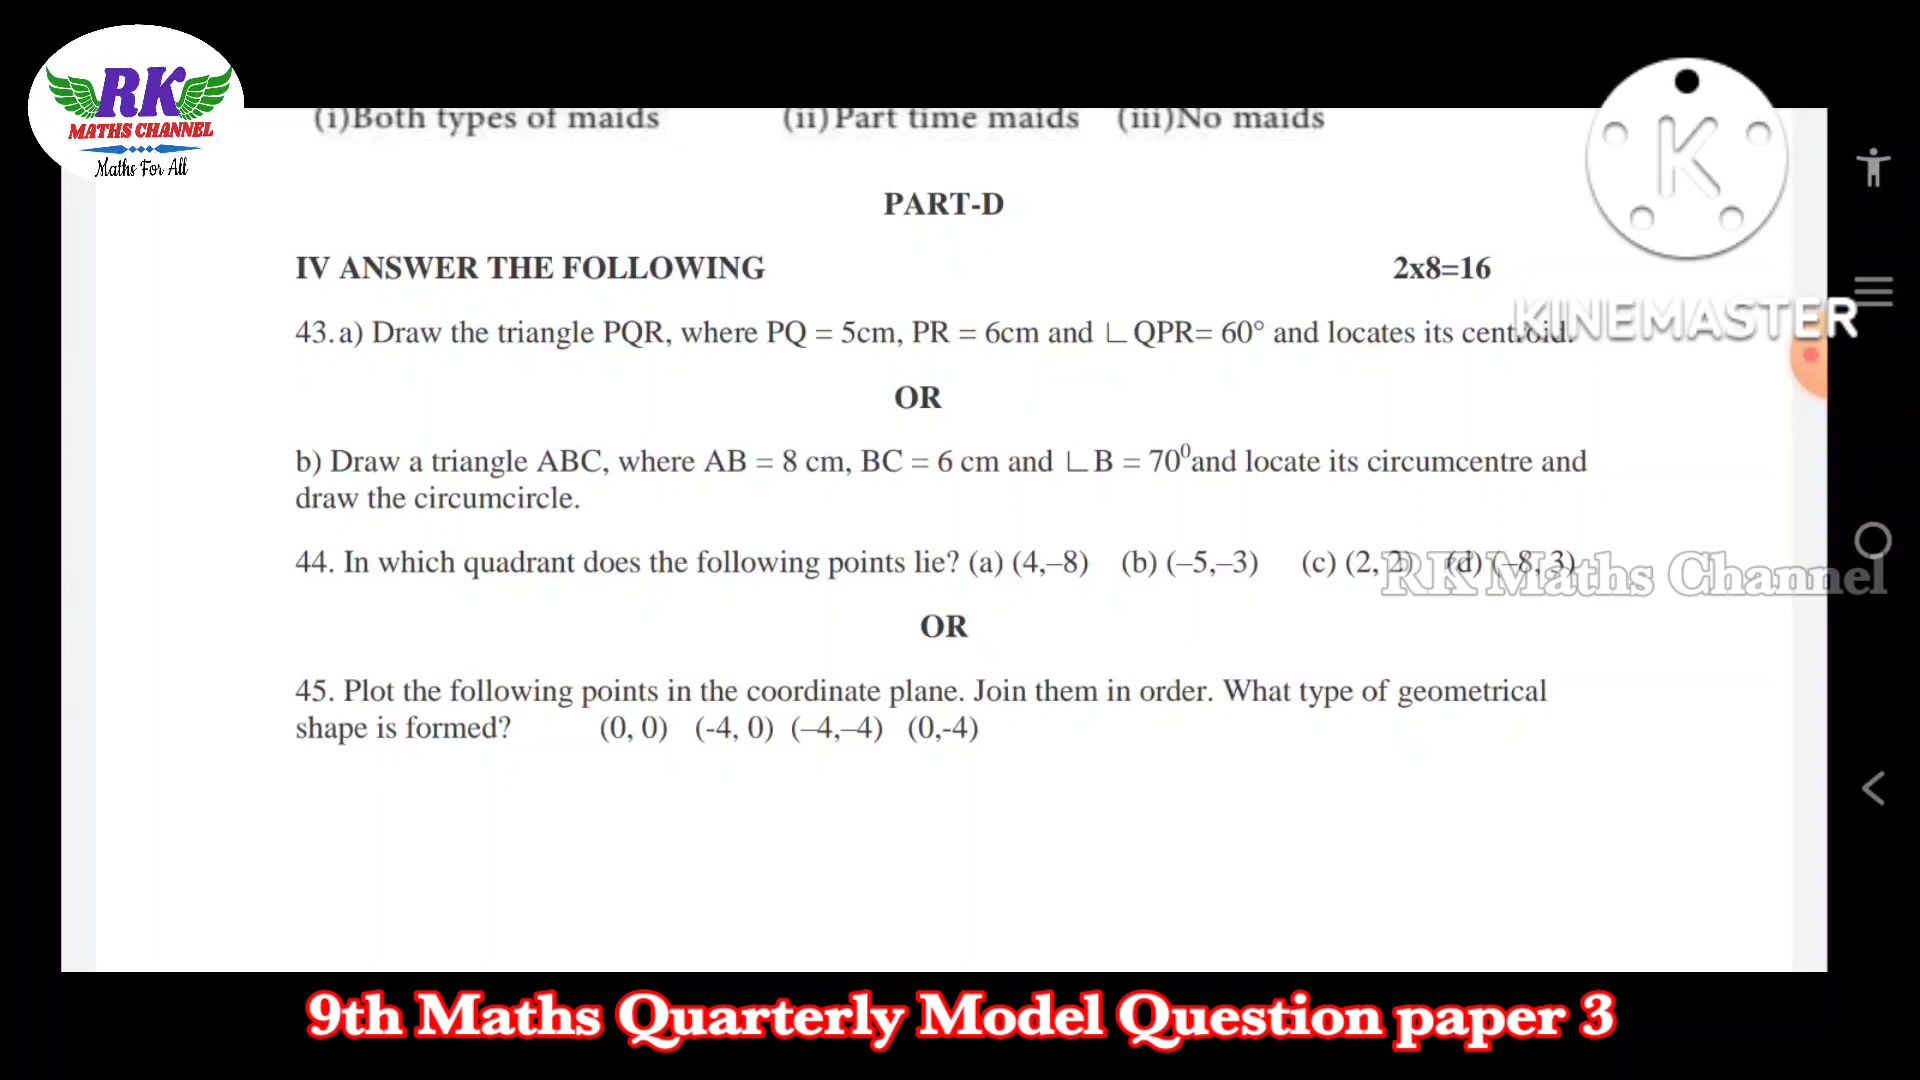 RK
MATHS CHANNEL
Maths For All
(i)Both types of maids (ii)Part time maids (iii)No maids
K
PART-D
IV ANSWER THE FOLLOWING 2x8=16
KINEMASTER
43. a) Draw the triangle PQR, where PQ = 5cm, PR = 6cm and ∟QPR= 60° and locates its centroid.
OR
b) Draw a triangle ABC, where AB = 8 cm, BC = 6 cm and ∟B = 70⁰and locate its circumcentre and
draw the circumcircle.
44. In which quadrant does the following points lie? (a) (4,–8) (b) (–5,–3) (c) (2, 2) (d) (–8, 3)
RK Maths Channel
OR
45. Plot the following points in the coordinate plane. Join them in order. What type of geometrical
shape is formed? (0, 0) (-4, 0) (–4,–4) (0,-4)
9th Maths Quarterly Model Question paper 3